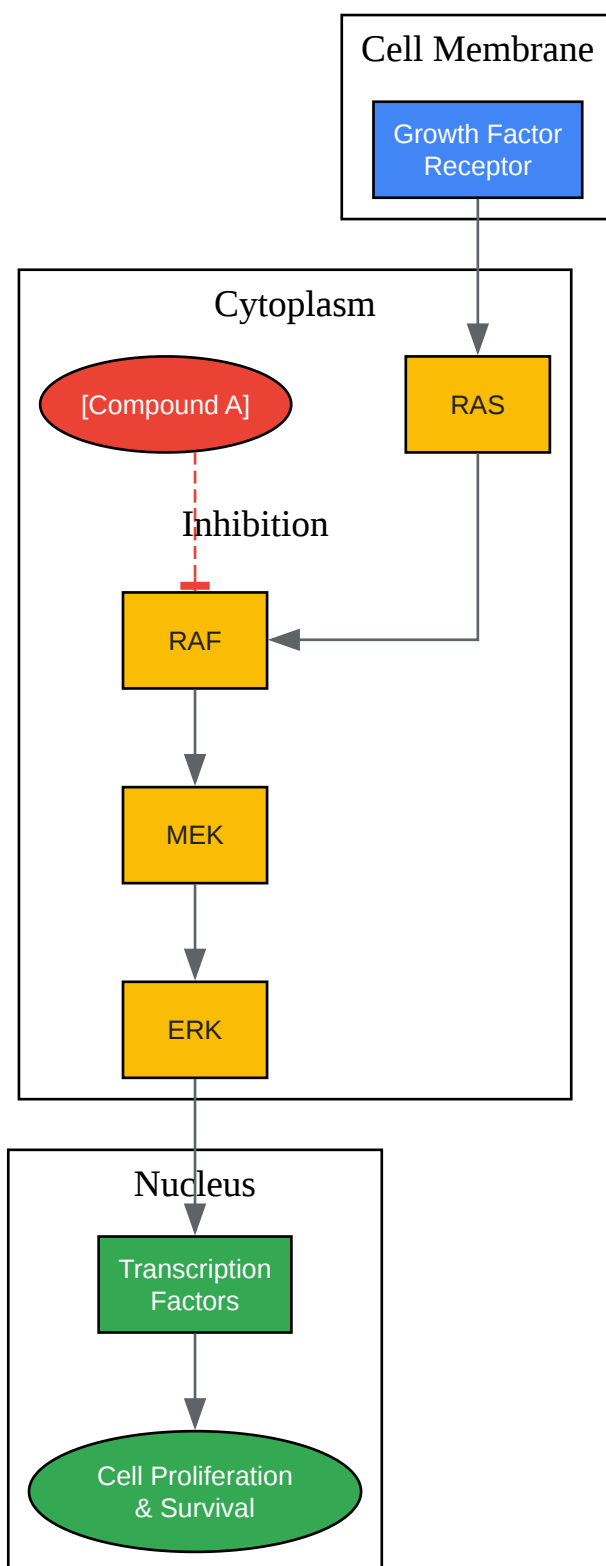 Cell Membrane
Growth Factor
Receptor
Cytoplasm
[Compound A]
RAS
Inhibition
RAF
MEK
ERK
Nucleus
Transcription
Factors
Cell Proliferation
& Survival